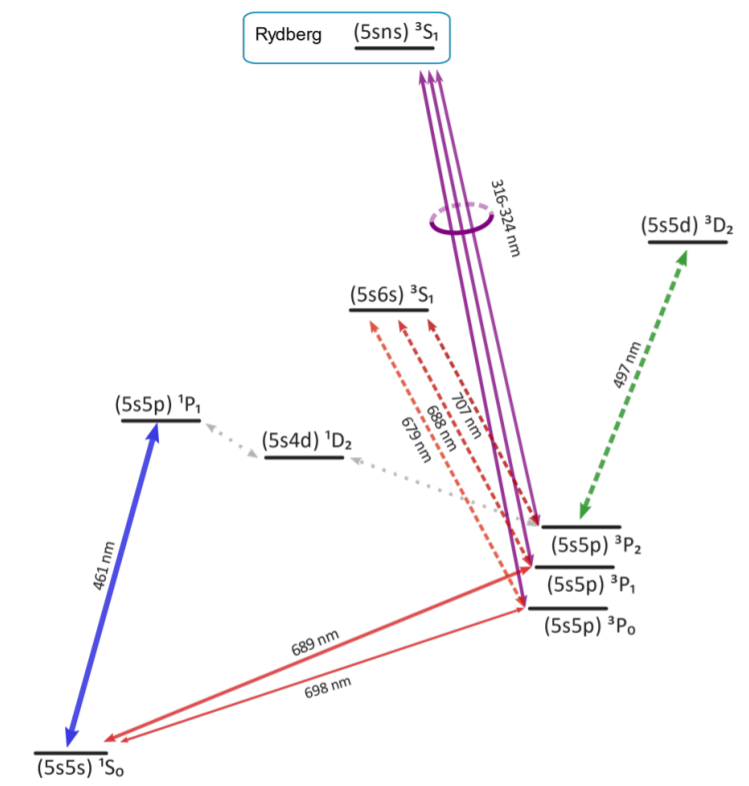 Rydberg (5sns) ³S₁
316-324 nm
(5s5d) ³D₂
(5s6s) ³S₁
497 nm
(5s5p) ¹P₁
707 nm
688 nm
679 nm
(5s4d) ¹D₂
461 nm
(5s5p) ³P₂
(5s5p) ³P₁
(5s5p) ³P₀
689 nm
698 nm
(5s5s) ¹S₀